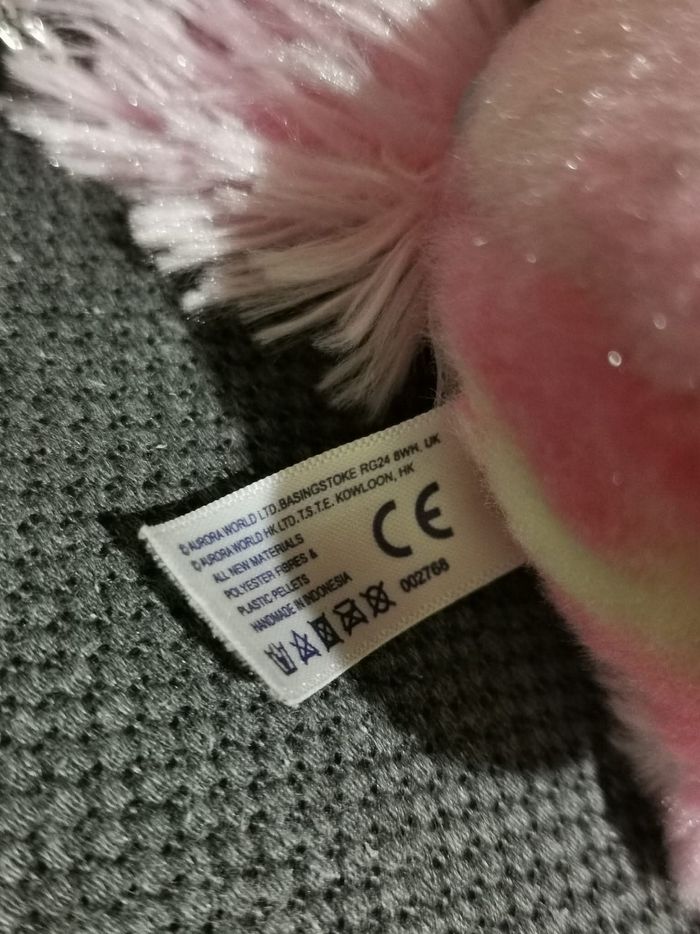 © AURORA WORLD LTD.BASINGSTOKE RG24 8WH, UK
© AURORA WORLD HK LTD.T.S.T.E. KOWLOON, HK
ALL NEW MATERIALS
POLYESTER FIBRES &
PLASTIC PELLETS
HANDMADE IN INDONESIA
CE
002768